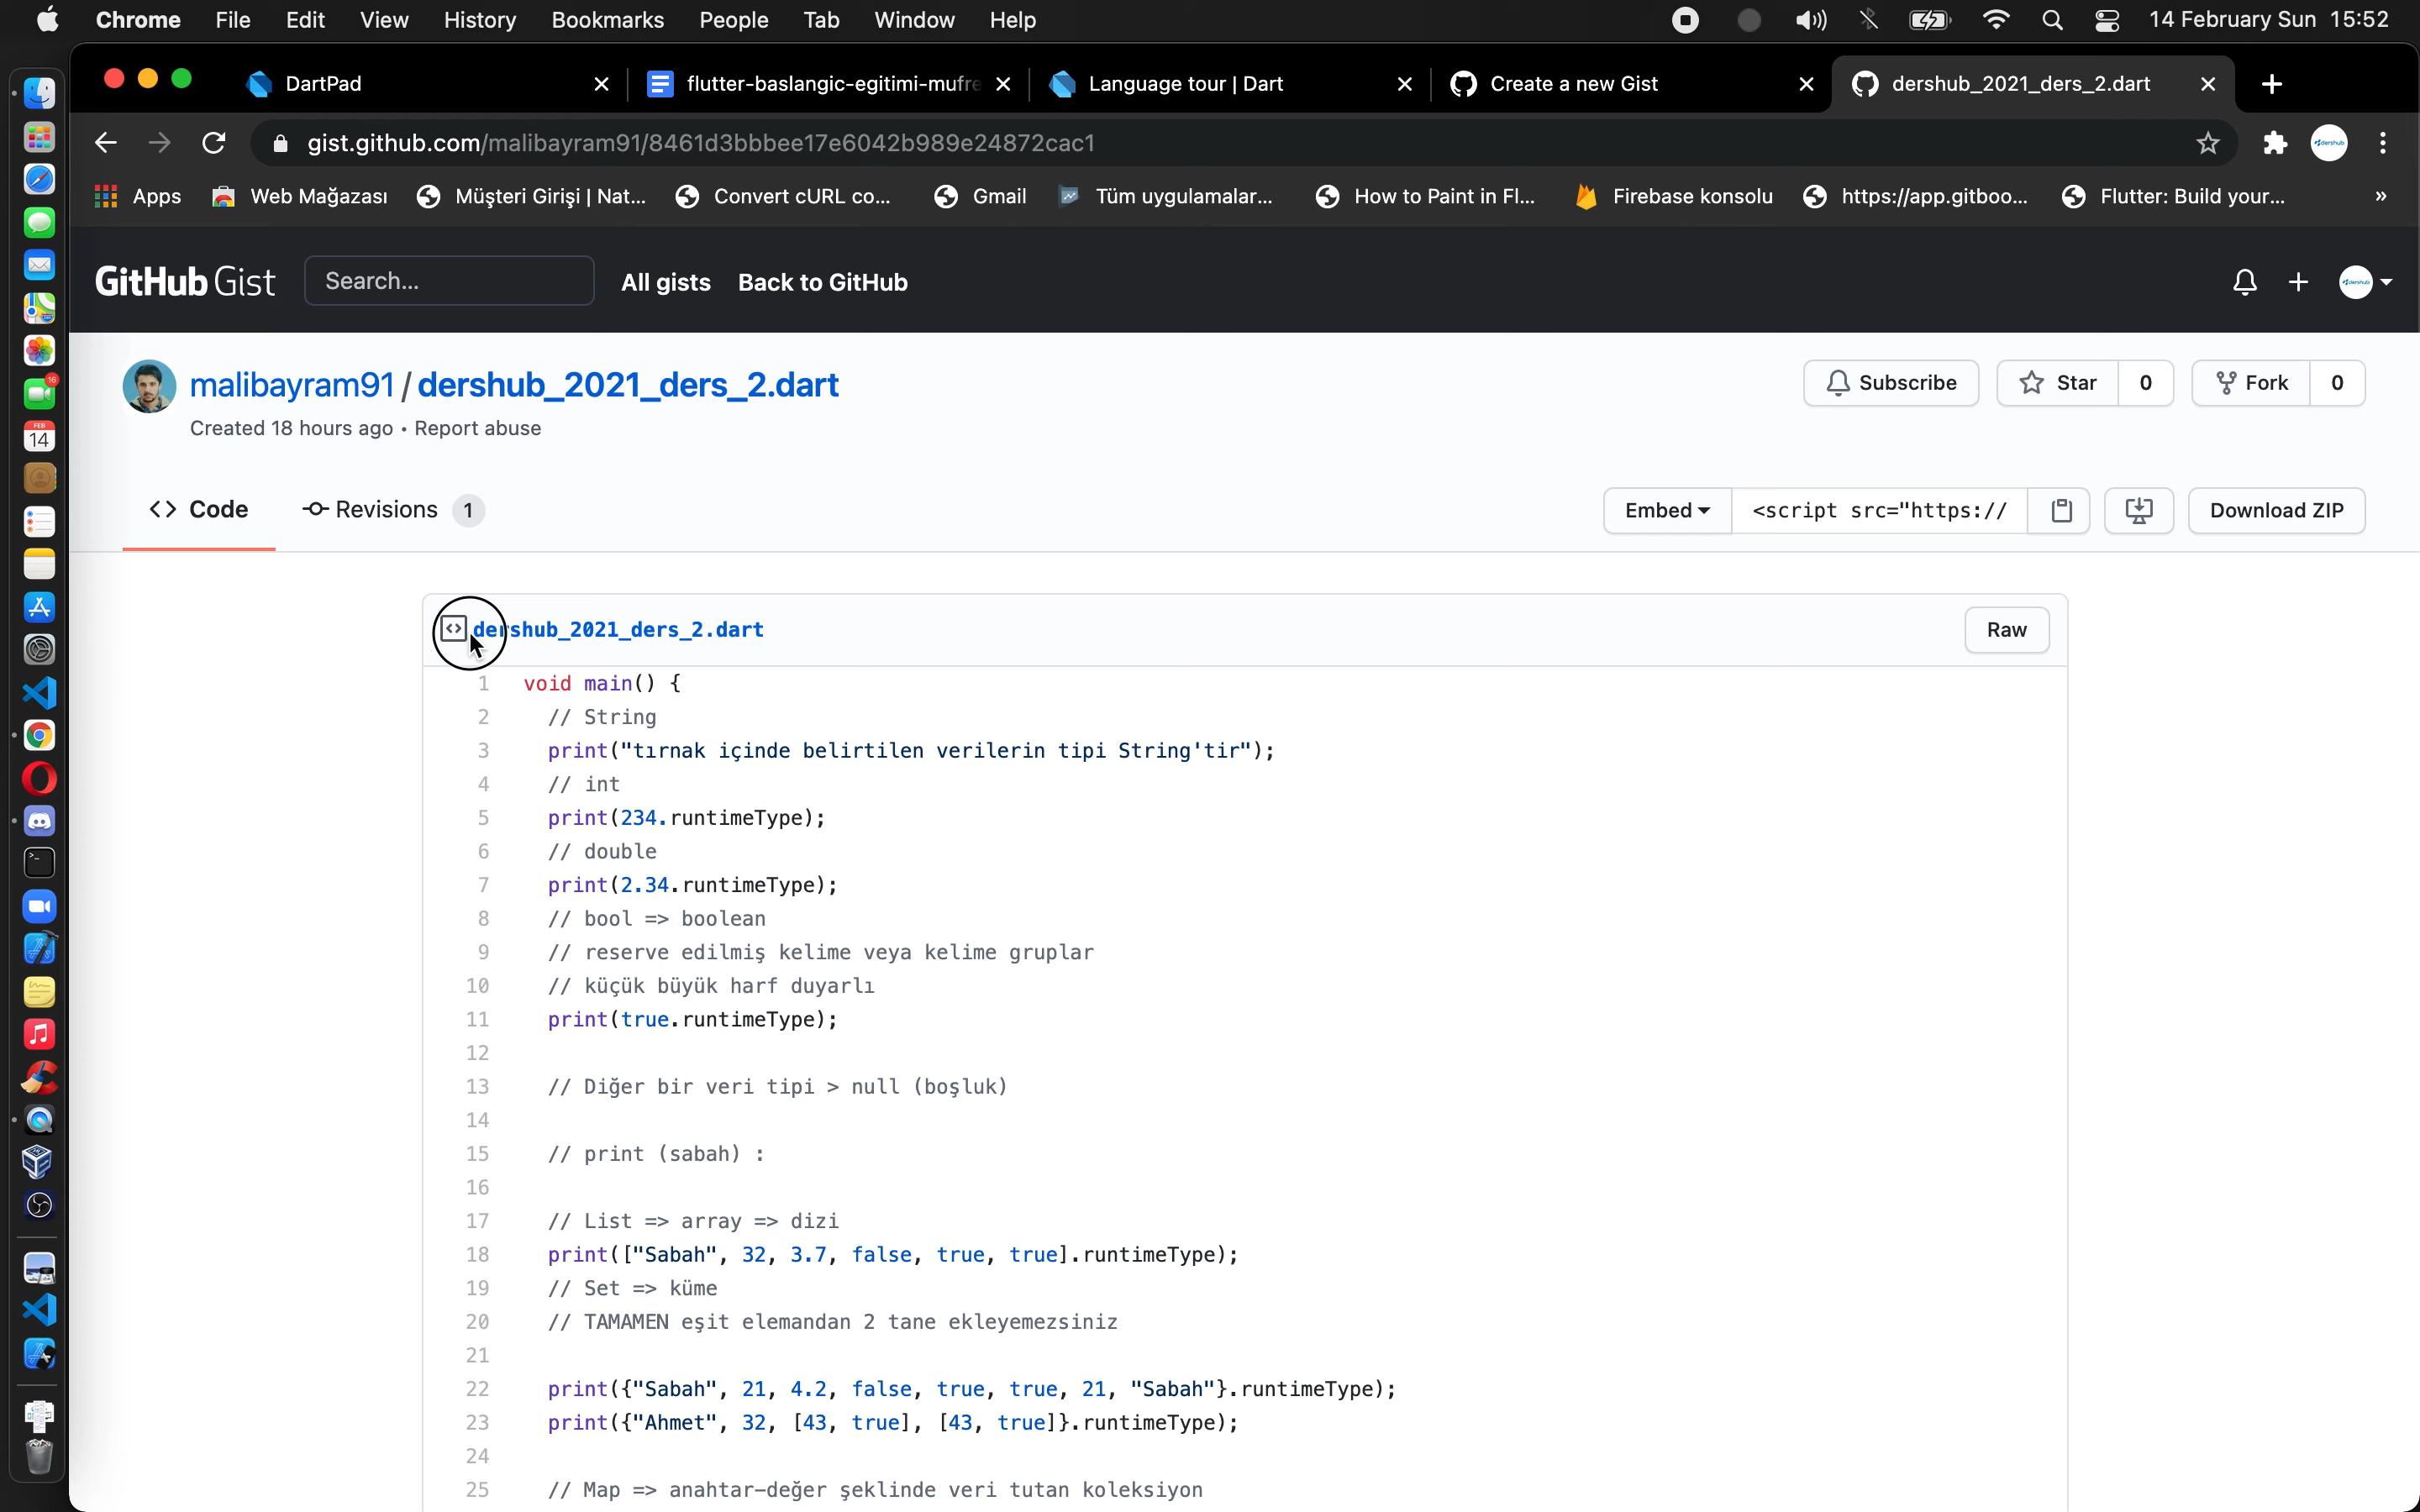 Chrome File Edit View History Bookmarks People Tab Window Help 14 February Sun 15:52
DartPad flutter-baslangic-egitimi-mufre Language tour | Dart Create a new Gist dershub_2021_ders_2.dart
gist.github.com/malibayram91/8461d3bbbee17e6042b989e24872cac1
Apps Web Mağazası Müşteri Girişi | Nat... Convert cURL co... Gmail Tüm uygulamalar... How to Paint in Fl... Firebase konsolu https://app.gitboo... Flutter: Build your... »
GitHub Gist Search... All gists Back to GitHub
malibayram91 / dershub_2021_ders_2.dart Subscribe Star 0 Fork 0
Created 18 hours ago • Report abuse
<> Code Revisions 1 Embed <script src="https:// Download ZIP
dershub_2021_ders_2.dart Raw
1 void main() {
2 // String
3 print("tırnak içinde belirtilen verilerin tipi String'tir");
4 // int
5 print(234.runtimeType);
6 // double
7 print(2.34.runtimeType);
8 // bool => boolean
9 // reserve edilmiş kelime veya kelime gruplar
10 // küçük büyük harf duyarlı
11 print(true.runtimeType);
12
13 // Diğer bir veri tipi > null (boşluk)
14
15 // print (sabah) :
16
17 // List => array => dizi
18 print(["Sabah", 32, 3.7, false, true, true].runtimeType);
19 // Set => küme
20 // TAMAMEN eşit elemandan 2 tane ekleyemezsiniz
21
22 print({"Sabah", 21, 4.2, false, true, true, 21, "Sabah"}.runtimeType);
23 print({"Ahmet", 32, [43, true], [43, true]}.runtimeType);
24
25 // Map => anahtar-değer şeklinde veri tutan koleksiyon
16
FEB
14